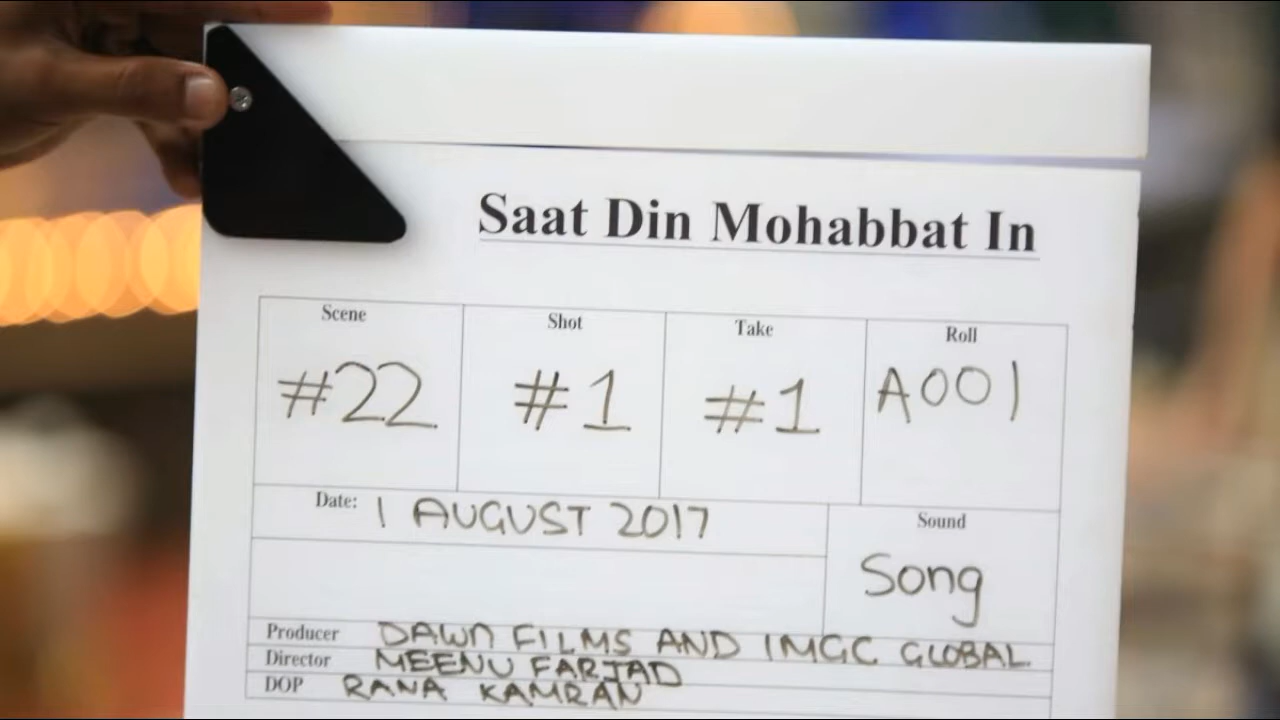 Saat Din Mohabbat In
Scene Shot Take Roll
#22 #1 #1 A001
Date: 1 AUGUST 2017
Sound
Song
Producer DAWN FILMS AND IMGC GLOBAL
Director MEENU FARJAD
DOP RANA KAMRAN